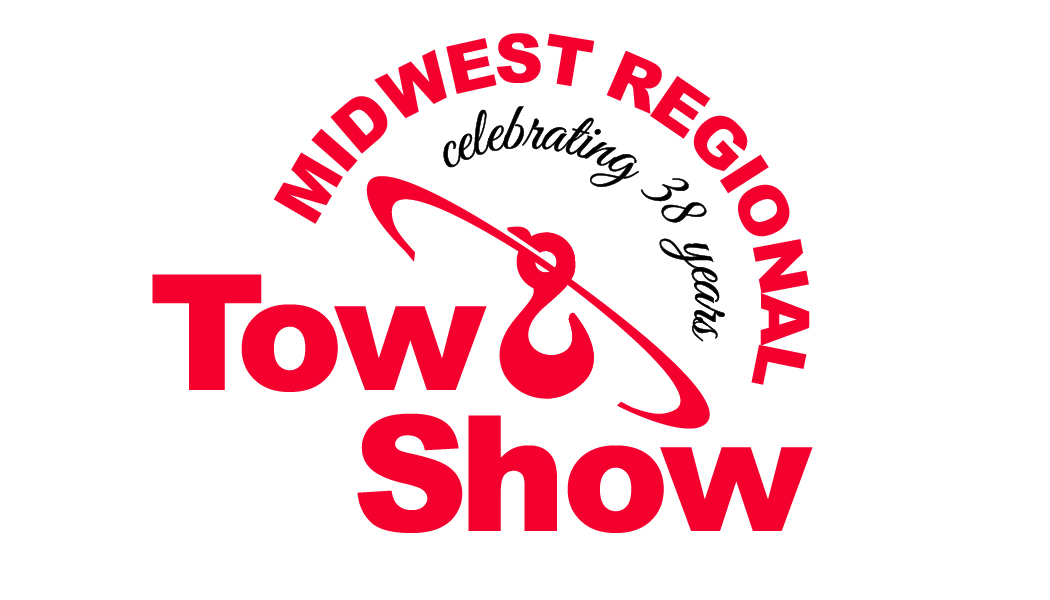 MIDWEST REGIONAL
celebrating 38 years
Tow
Show